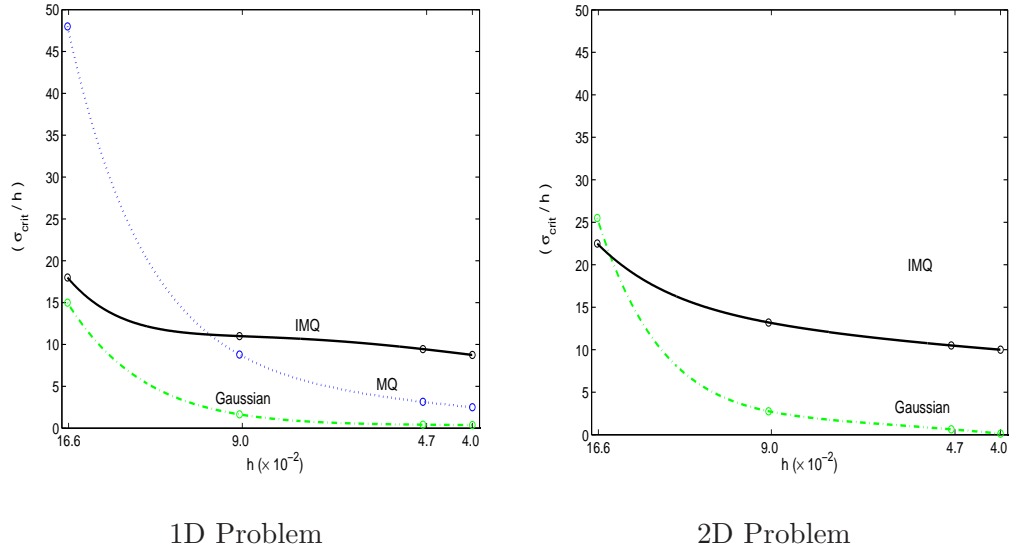 50
45
40
35
30
25
20
15
10
5
0
( σcrit / h )
IMQ
MQ
Gaussian
16.6 9.0 4.7 4.0
h (× 10⁻²)
1D Problem
50
45
40
35
30
25
20
15
10
5
0
( σcrit / h )
IMQ
Gaussian
16.6 9.0 4.7 4.0
h (× 10⁻²)
2D Problem